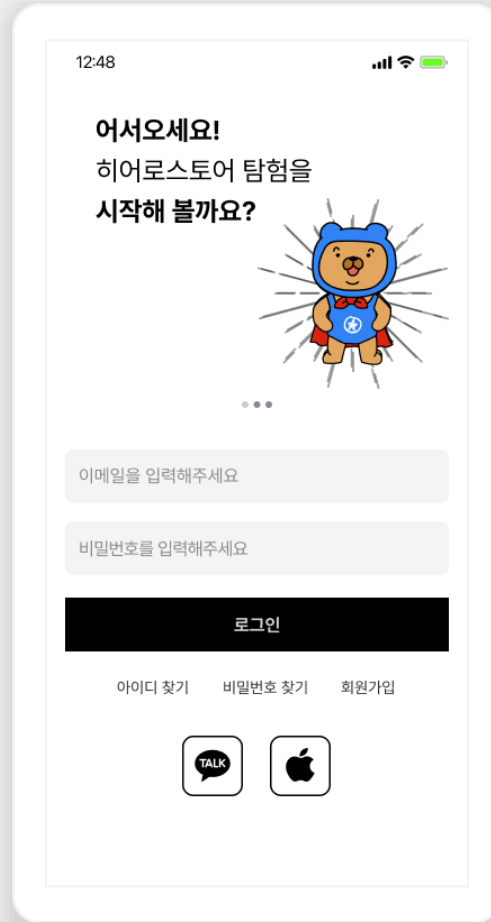 12:48
어서오세요!
히어로스토어 탐험을
시작해 볼까요?
이메일을 입력해주세요
비밀번호를 입력해주세요
로그인
아이디 찾기 비밀번호 찾기 회원가입
TALK